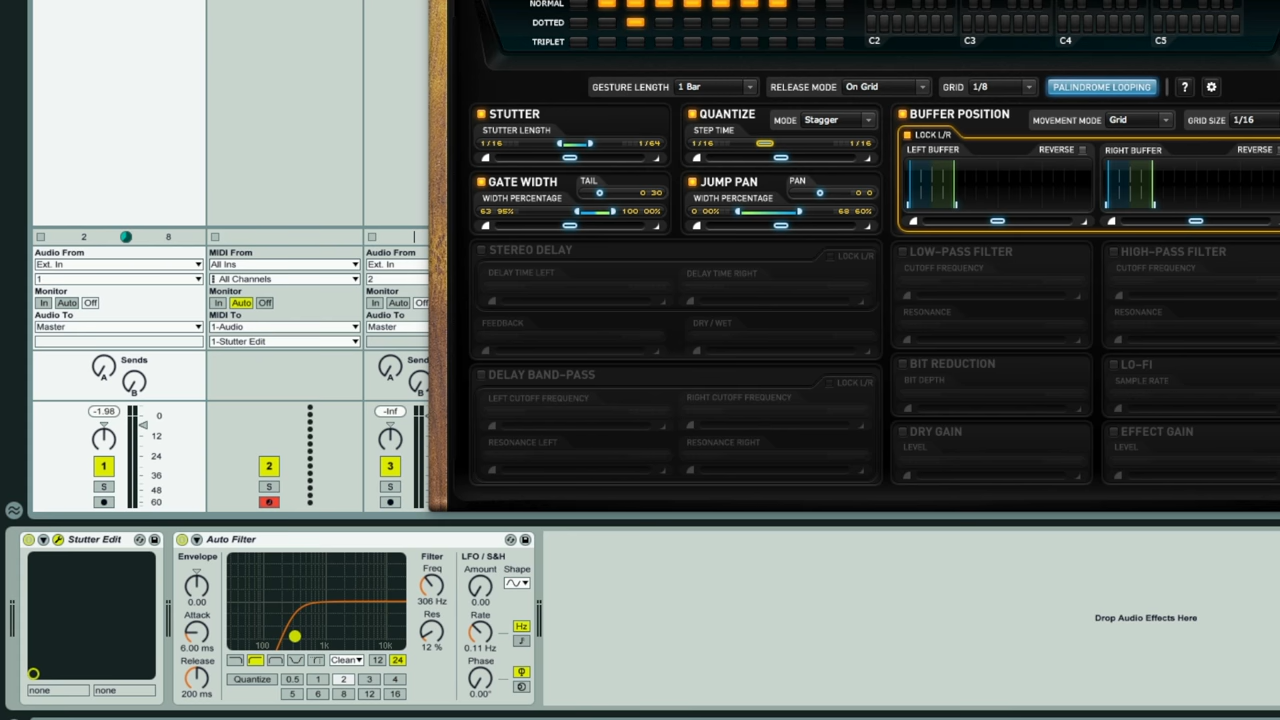 NORMAL
DOTTED
TRIPLET
C2 C3 C4 C5
GESTURE LENGTH 1 Bar RELEASE MODE On Grid GRID 1/8 PALINDROME LOOPING ?
STUTTER
STUTTER LENGTH
1/16 1/64
QUANTIZE MODE Stagger
STEP TIME
1/16 1/16
BUFFER POSITION MOVEMENT MODE Grid GRID SIZE 1/16
LOCK L/R
LEFT BUFFER REVERSE RIGHT BUFFER REVERSE
GATE WIDTH TAIL
0 30
WIDTH PERCENTAGE
63 95% 100 00%
JUMP PAN PAN
0 0
WIDTH PERCENTAGE
0 00% 68 60%
STEREO DELAY LOCK L/R
DELAY TIME LEFT DELAY TIME RIGHT
FEEDBACK DRY / WET
DELAY BAND-PASS LOCK L/R
LEFT CUTOFF FREQUENCY RIGHT CUTOFF FREQUENCY
RESONANCE LEFT RESONANCE RIGHT
LOW-PASS FILTER HIGH-PASS FILTER
CUTOFF FREQUENCY CUTOFF FREQUENCY
RESONANCE RESONANCE
BIT REDUCTION LO-FI
BIT DEPTH SAMPLE RATE
DRY GAIN EFFECT GAIN
LEVEL LEVEL
2 8
Audio From MIDI From Audio From
Ext. In All Ins Ext. In
1 All Channels 2
Monitor Monitor Monitor
In Auto Off In Auto Off In Auto Off
Audio To MIDI To Audio To
Master 1-Audio Master
1-Stutter Edit
Sends Send
A B A B
-1.98 0 -Inf
12
24
1 2 3
36
S S S
48
60
Stutter Edit
none none
Auto Filter
Envelope Filter LFO / S&H
0.00
Attack
6.00 ms
Release
200 ms
100 1k 10k
Clean 12 24
Quantize 0.5 1 2 3 4
5 6 8 12 16
Freq
306 Hz
Res
12 %
Amount Shape
0.00
Rate Hz
0.11 Hz
Phase
0.00°
Drop Audio Effects Here